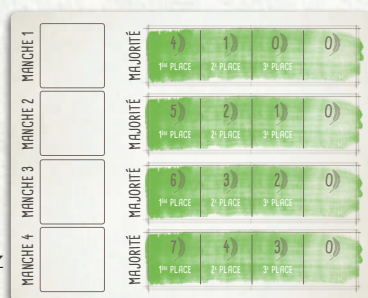 MANCHE 1
MAJORITÉ
4 1 0 0
1ÈRE PLACE 2E PLACE 3E PLACE
MANCHE 2
MAJORITÉ
5 2 1 0
1ÈRE PLACE 2E PLACE 3E PLACE
MANCHE 3
MAJORITÉ
6 3 2 0
1ÈRE PLACE 2E PLACE 3E PLACE
MANCHE 4
MAJORITÉ
7 4 3 0
1ÈRE PLACE 2E PLACE 3E PLACE